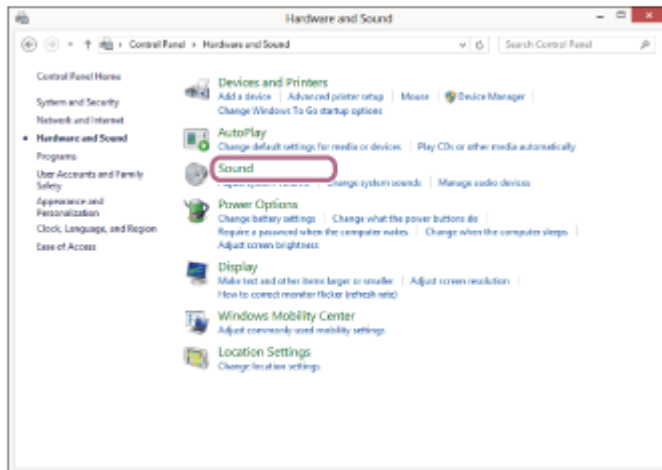 Hardware and Sound
Control Panel Hardware and Sound
Search Control Panel
Control Panel Home
System and Security
Network and Internet
Hardware and Sound
Programs
User Accounts and Family
Safety
Appearance and
Personalization
Clock, Language, and Region
Ease of Access
Devices and Printers
Add a device Advanced printer setup Mouse Device Manager
Change Windows To Go startup options
AutoPlay
Change default settings for media or devices Play CDs or other media automatically
Sound
Change system sounds Manage audio devices
Power Options
Change battery settings Change what the power buttons do
Require a password when the computer wakes Change when the computer sleeps
Adjust screen brightness
Display
Make text and other items larger or smaller Adjust screen resolution
How to correct monitor flicker (refresh rate)
Windows Mobility Center
Adjust commonly used mobility settings
Location Settings
Change location settings